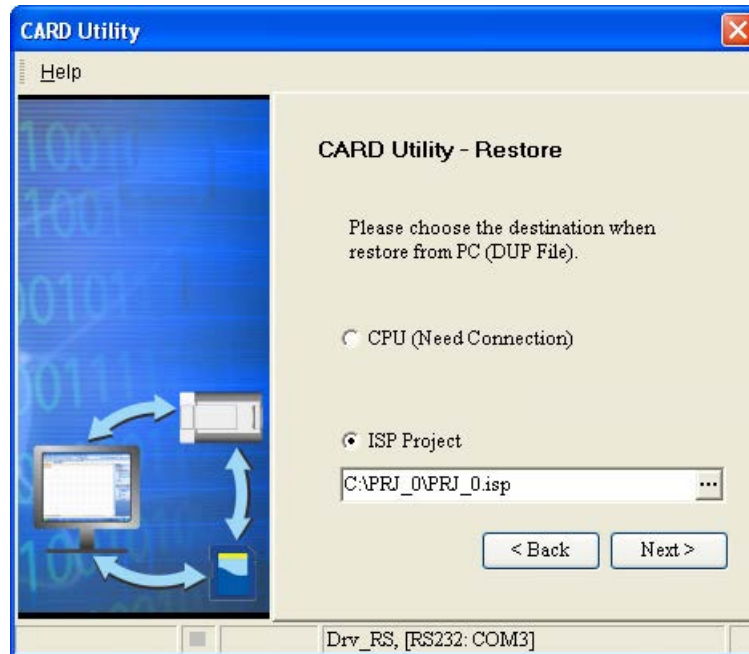 CARD Utility
Help
CARD Utility - Restore
Please choose the destination when
restore from PC (DUP File).
CPU (Need Connection)
ISP Project
C:\PRJ_0\PRJ_0.isp
...
< Back
Next >
Drv_RS, [RS232: COM3]